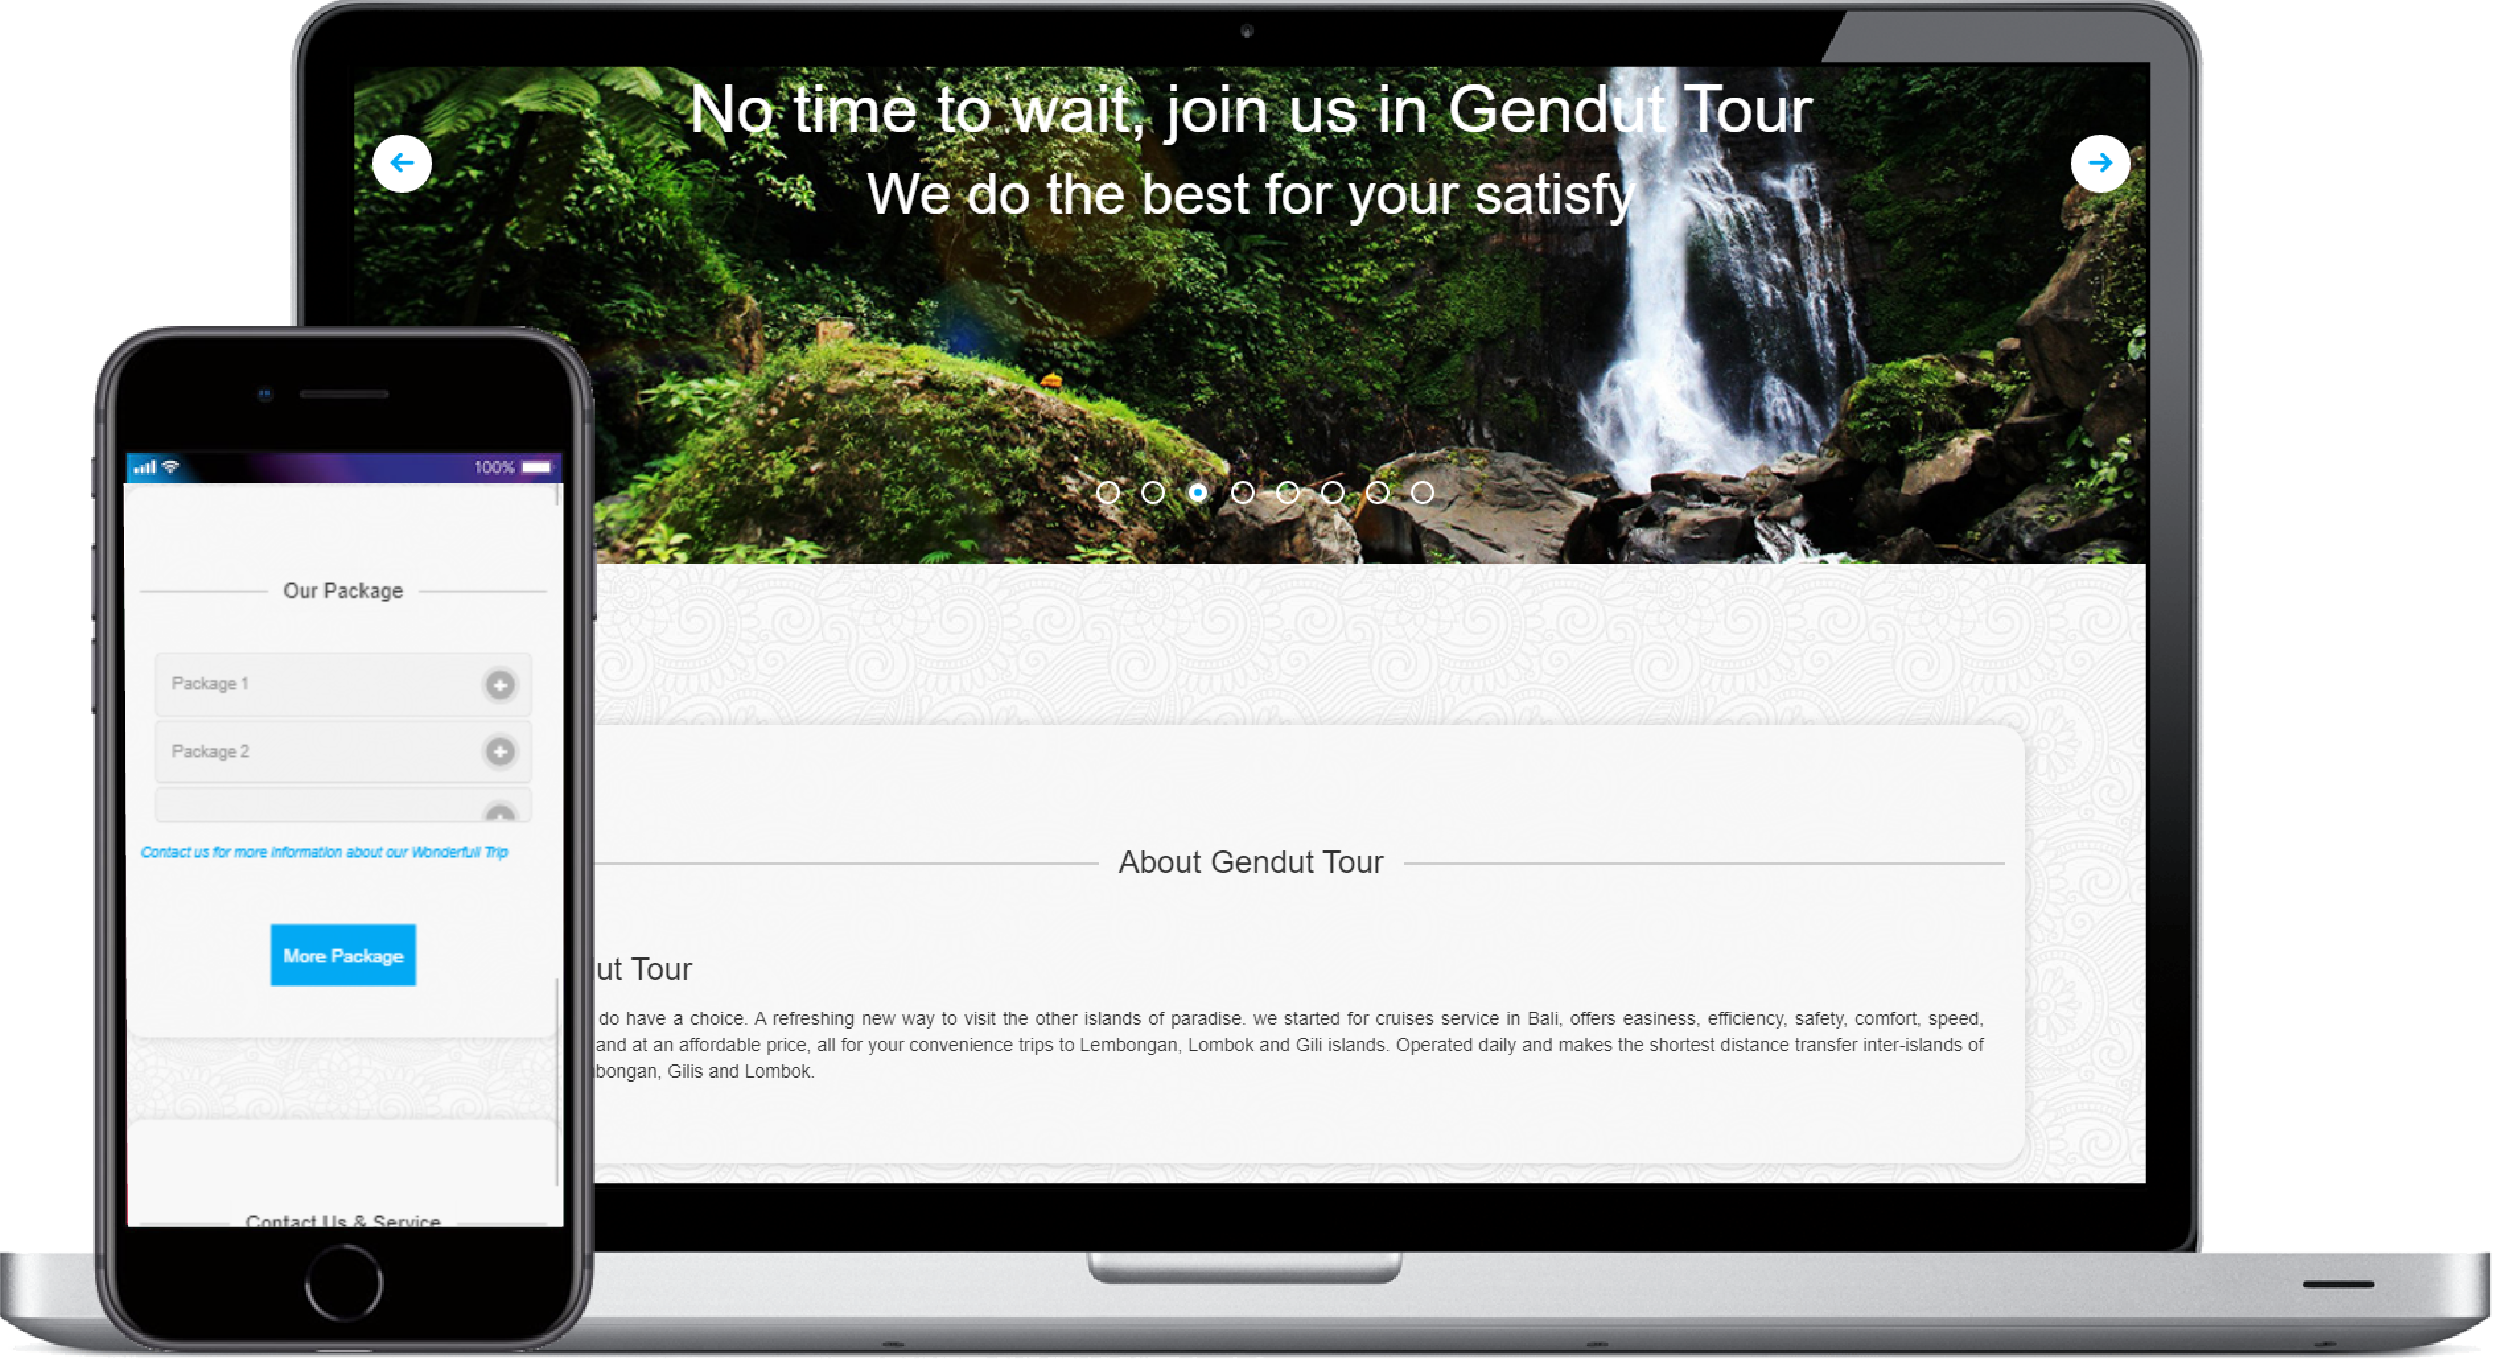 No time to wait, join us in Gendut Tour
We do the best for your satisfy
100%
Our Package
Package 1
Package 2
Contact us for more information about our Wonderfull Trip
More Package
Contact Us & Service
About Gendut Tour
ut Tour
do have a choice. A refreshing new way to visit the other islands of paradise. we started for cruises service in Bali, offers easiness, efficiency, safety, comfort, speed,
and at an affordable price, all for your convenience trips to Lembongan, Lombok and Gili islands. Operated daily and makes the shortest distance transfer inter-islands of
bongan, Gilis and Lombok.